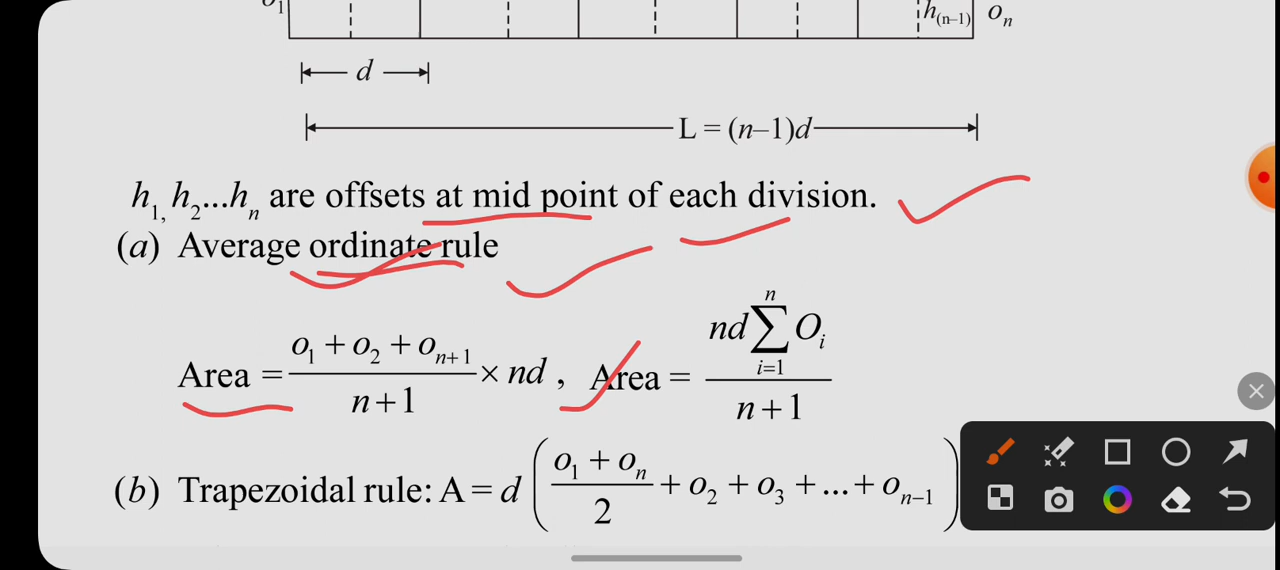 o₁ h₍ₙ₋₁₎ oₙ
d
L = (n–1)d
h₁, h₂...hₙ are offsets at mid point of each division.
(a) Average ordinate rule
Area = (o₁ + o₂ + oₙ₊₁)/(n+1) × nd , Area = (nd ∑ᵢ₌₁ⁿ Oᵢ)/(n+1)
(b) Trapezoidal rule: A = d ( (o₁ + oₙ)/2 + o₂ + o₃ + ... + oₙ₋₁ )